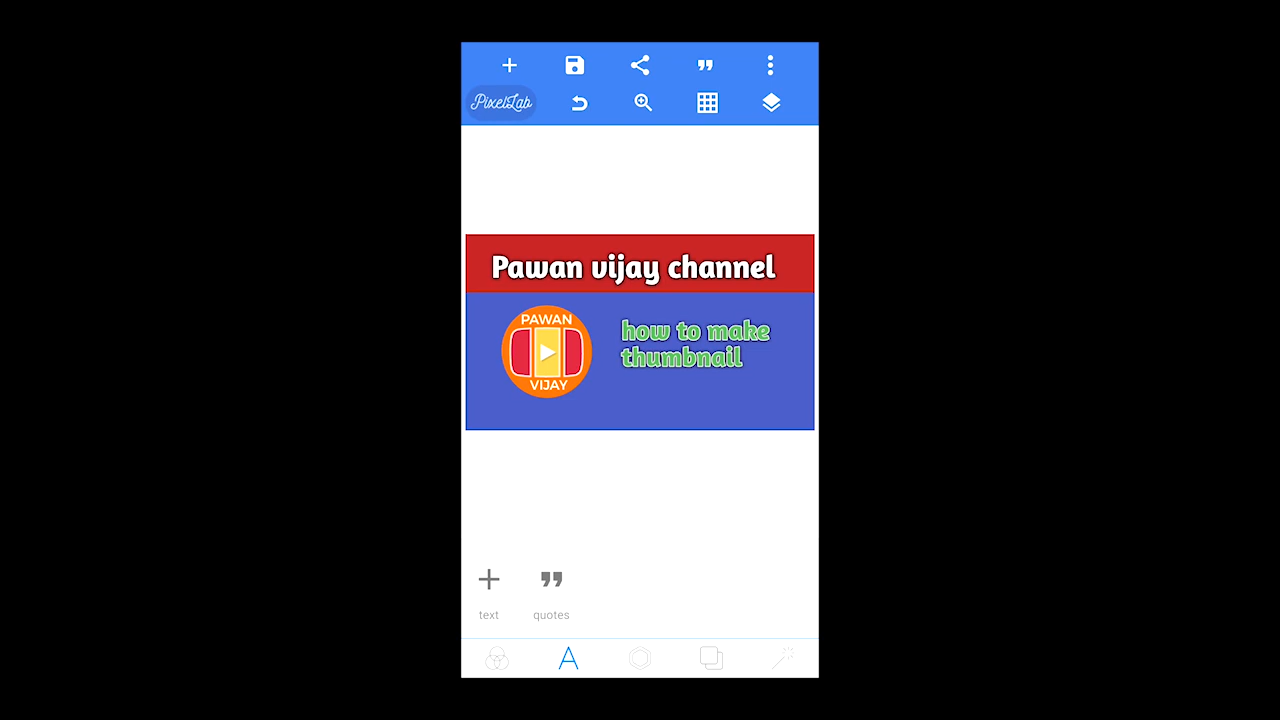 PixelLab
Pawan vijay channel
PAWAN
VIJAY
how to make
thumbnail
text
quotes